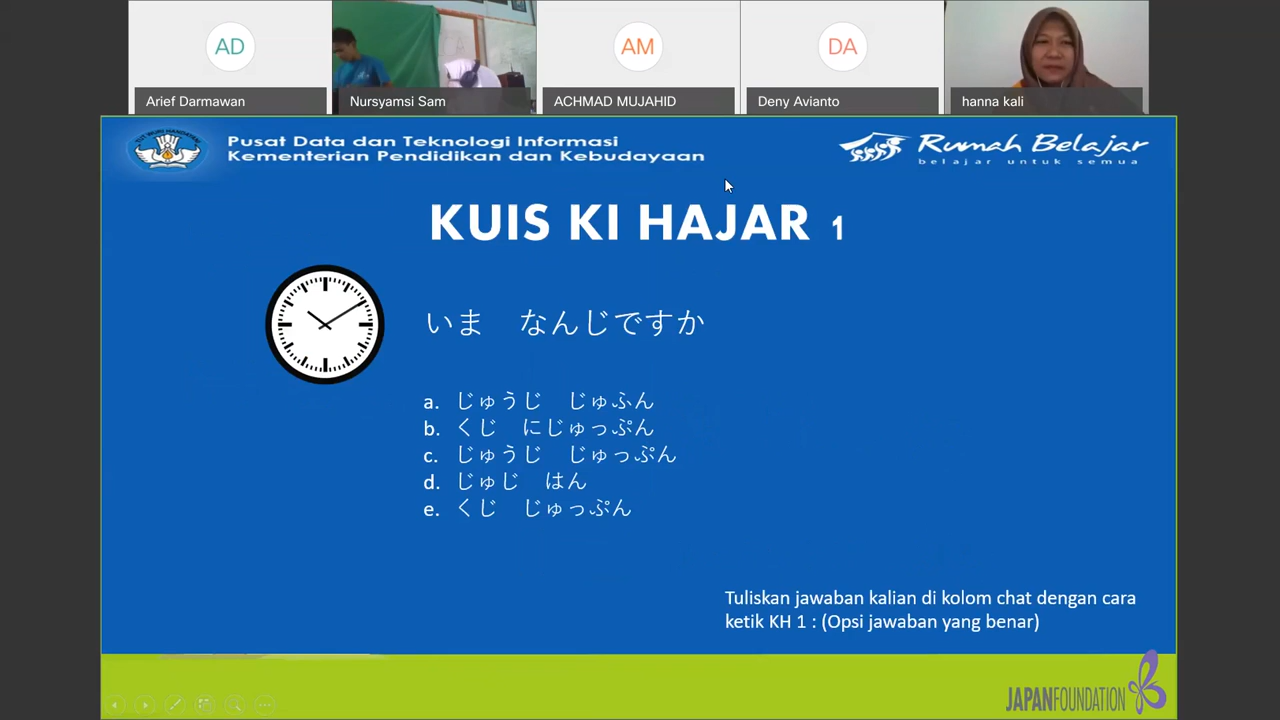 AD
AM
DA
Arief Darmawan
Nursyamsi Sam
ACHMAD MUJAHID
Deny Avianto
hanna kali
Pusat Data dan Teknologi Informasi
Kementerian Pendidikan dan Kebudayaan
Rumah Belajar
belajar untuk semua
KUIS KI HAJAR 1
いま　なんじですか
a. じゅうじ　じゅふん
b. くじ　にじゅっぷん
c. じゅうじ　じゅっぷん
d. じゅじ　はん
e. くじ　じゅっぷん
Tuliskan jawaban kalian di kolom chat dengan cara
ketik KH 1 : (Opsi jawaban yang benar)
JAPANFOUNDATION